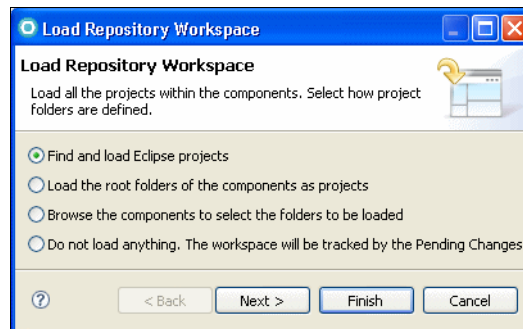 Load Repository Workspace
Load Repository Workspace
Load all the projects within the components. Select how project
folders are defined.
Find and load Eclipse projects
Load the root folders of the components as projects
Browse the components to select the folders to be loaded
Do not load anything. The workspace will be tracked by the Pending Changes
? < Back Next > Finish Cancel